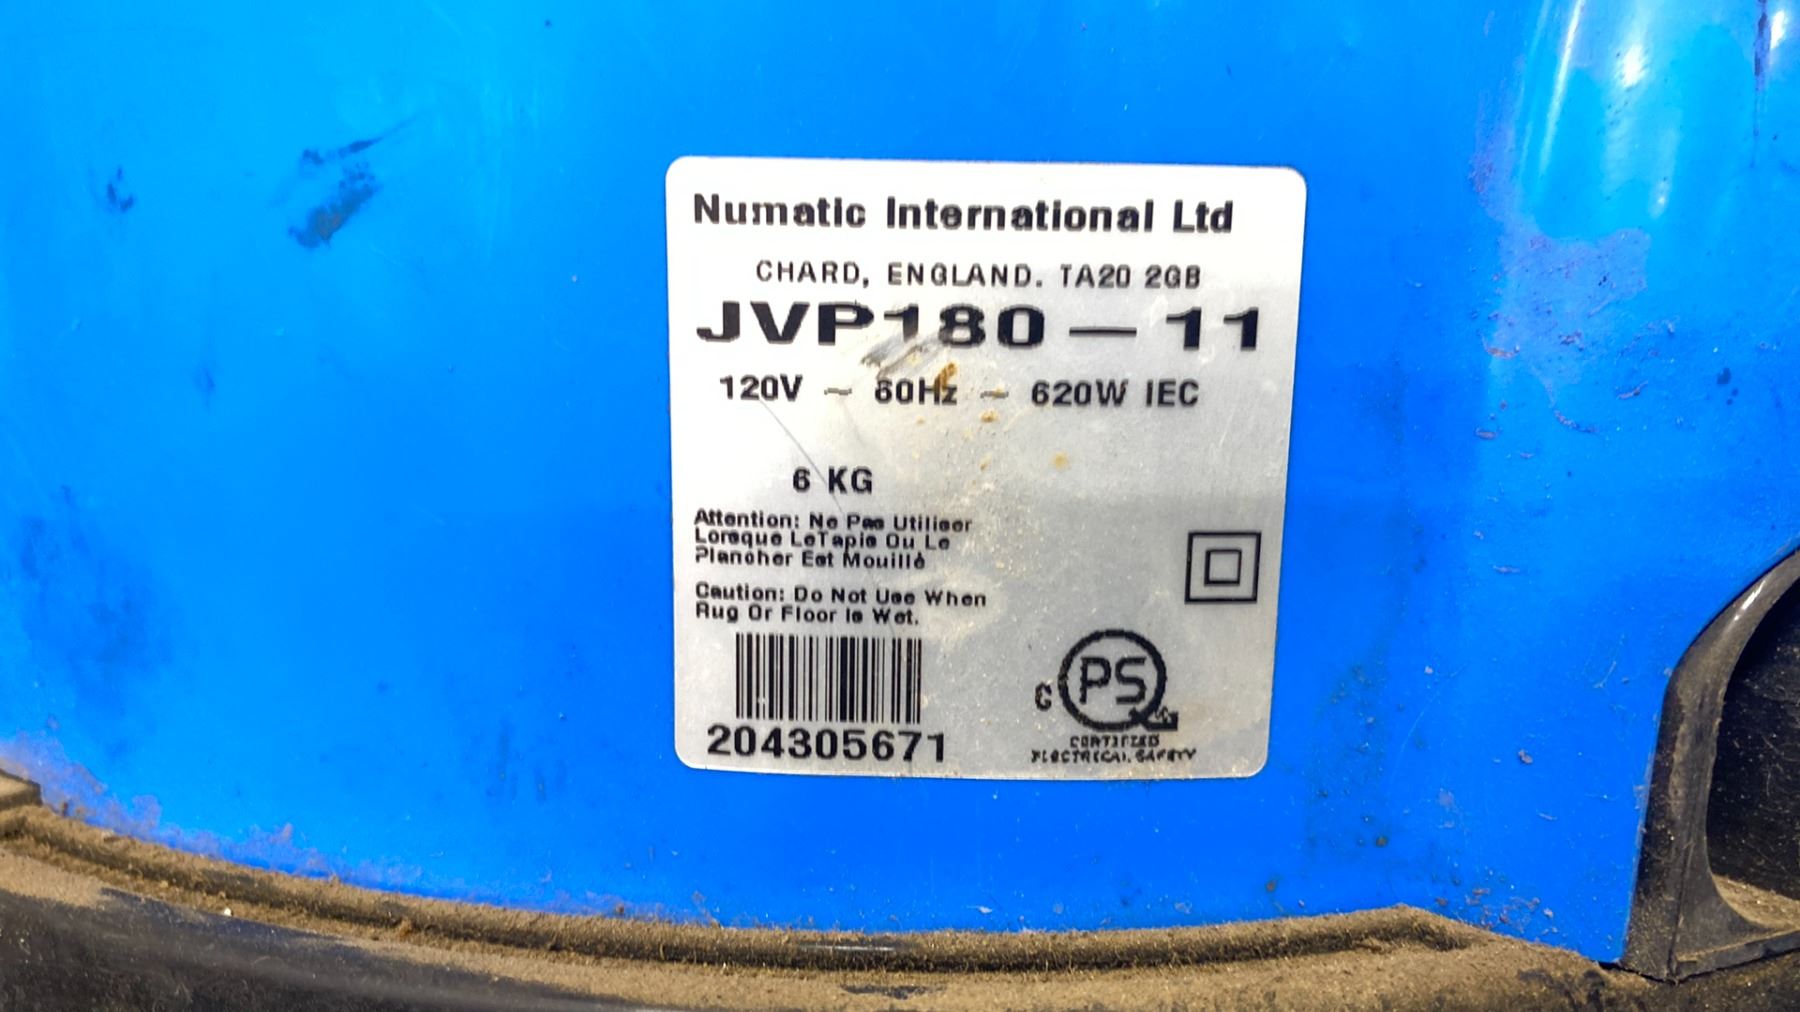 Numatic International Ltd
CHARD, ENGLAND. TA20 2GB
JVP180 — 11
120V ~ 60Hz ~ 620W IEC
6 KG
Attention: Ne Pas Utiliser
Lorsque LeTapis Ou Le
Plancher Est Mouillé
Caution: Do Not Use When
Rug Or Floor Is Wet.
204305671
C PS
CERTIFIED
ELECTRICAL SAFETY